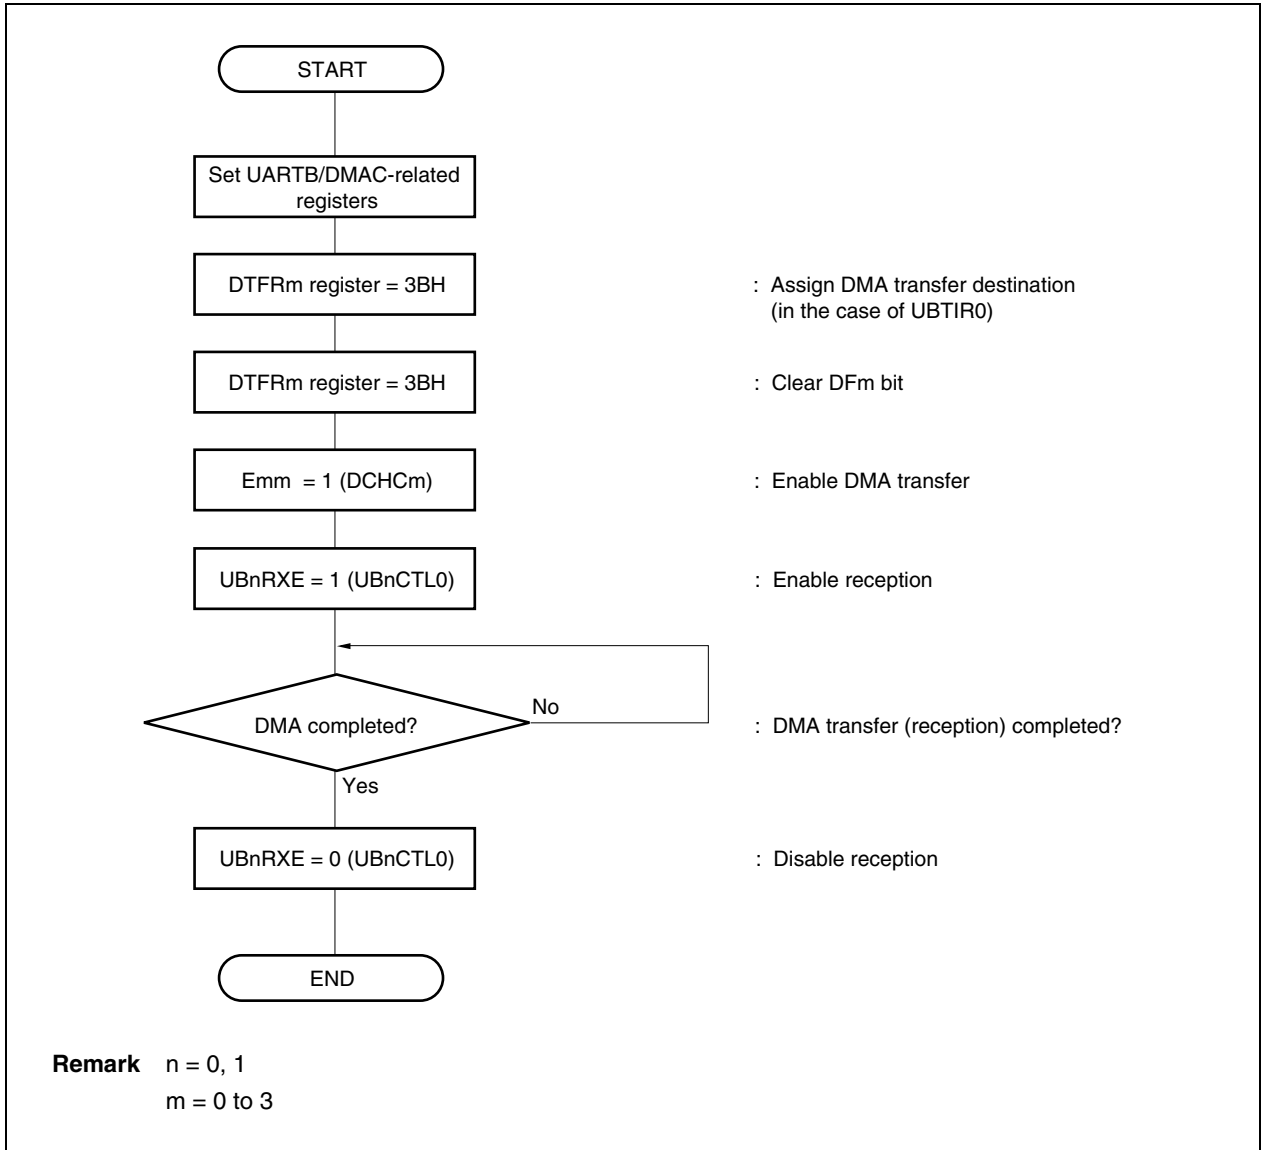 START
Set UARTB/DMAC-related
registers
DTFRm register = 3BH
: Assign DMA transfer destination
(in the case of UBTIR0)
DTFRm register = 3BH
: Clear DFm bit
Emm = 1 (DCHCm)
: Enable DMA transfer
UBnRXE = 1 (UBnCTL0)
: Enable reception
DMA completed?
No
: DMA transfer (reception) completed?
Yes
UBnRXE = 0 (UBnCTL0)
: Disable reception
END
Remark n = 0, 1
m = 0 to 3